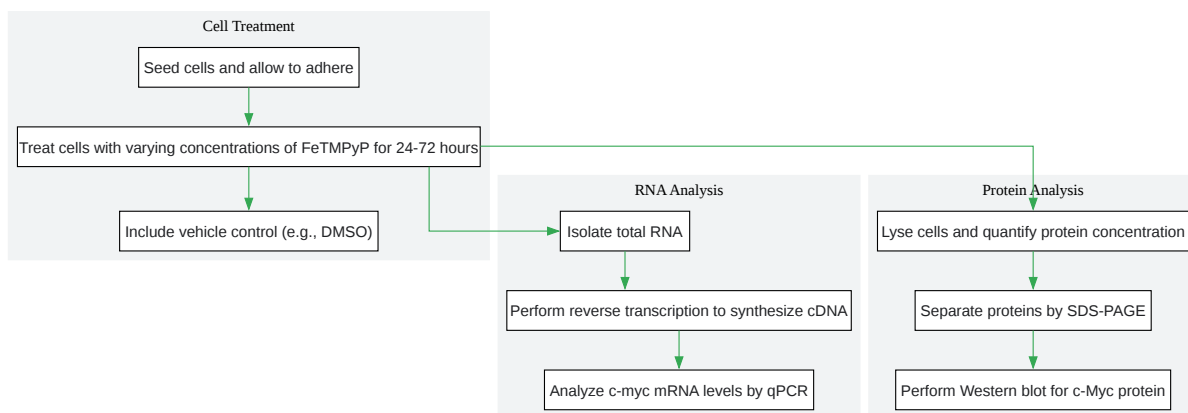 Cell Treatment
Seed cells and allow to adhere
Treat cells with varying concentrations of FeTMPyP for 24-72 hours
Include vehicle control (e.g., DMSO)
RNA Analysis
Isolate total RNA
Perform reverse transcription to synthesize cDNA
Analyze c-myc mRNA levels by qPCR
Protein Analysis
Lyse cells and quantify protein concentration
Separate proteins by SDS-PAGE
Perform Western blot for c-Myc protein